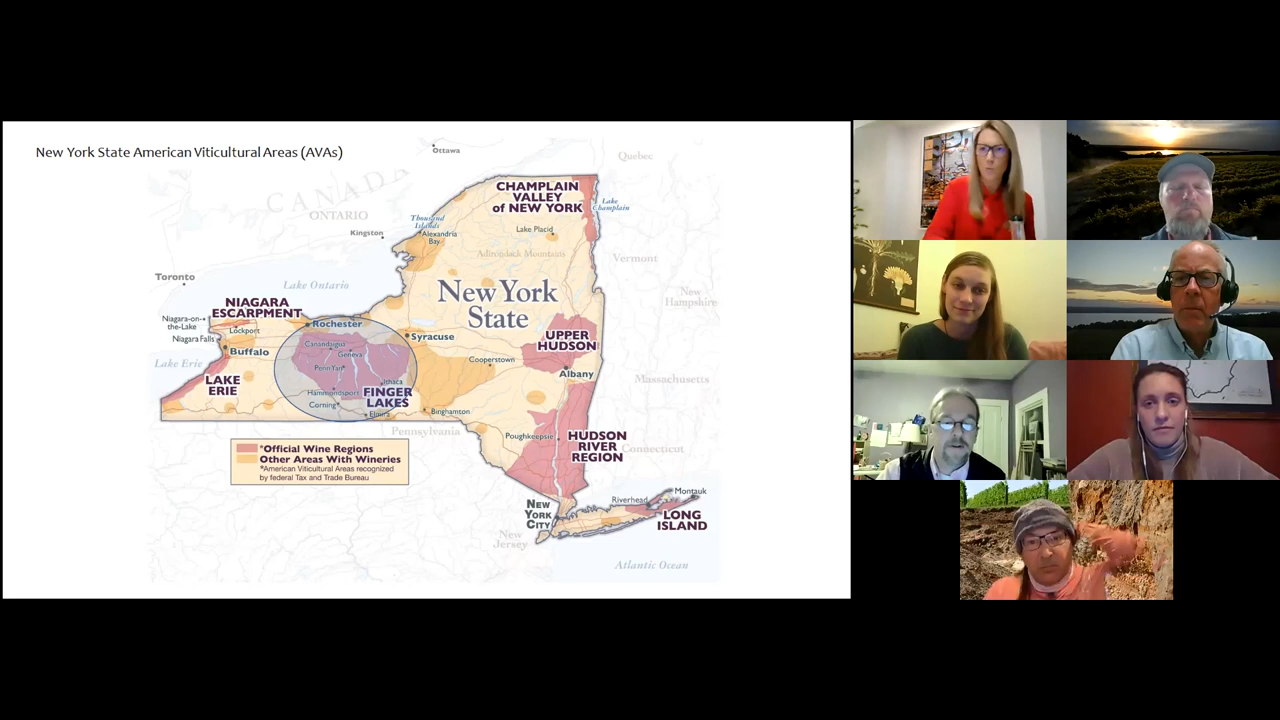 New York State American Viticultural Areas (AVAs)
Ottawa
Quebec
CANADA
ONTARIO
CHAMPLAIN
VALLEY
of NEW YORK
Lake
Champlain
Thousand
Islands
Alexandria
Bay
Lake Placid
Kingston
Adirondack Mountains
Vermont
Toronto
Lake Ontario
New York
State
New
Hampshire
NIAGARA
ESCARPMENT
Niagara-on-
the-Lake
Lockport
Niagara Falls
Rochester
Syracuse
UPPER
HUDSON
Buffalo
Canandaigua
Geneva
Cooperstown
Lake Erie
Penn Yan
Albany
LAKE
ERIE
Ithaca
Massachusetts
Hammondsport
FINGER
LAKES
Corning
Elmira
Binghamton
Pennsylvania
Poughkeepsie
HUDSON
RIVER
REGION
Connecticut
*Official Wine Regions
Other Areas With Wineries
*American Viticultural Areas recognized
by federal Tax and Trade Bureau
NEW
YORK
CITY
Riverhead
Montauk
LONG
ISLAND
New
Jersey
Atlantic Ocean